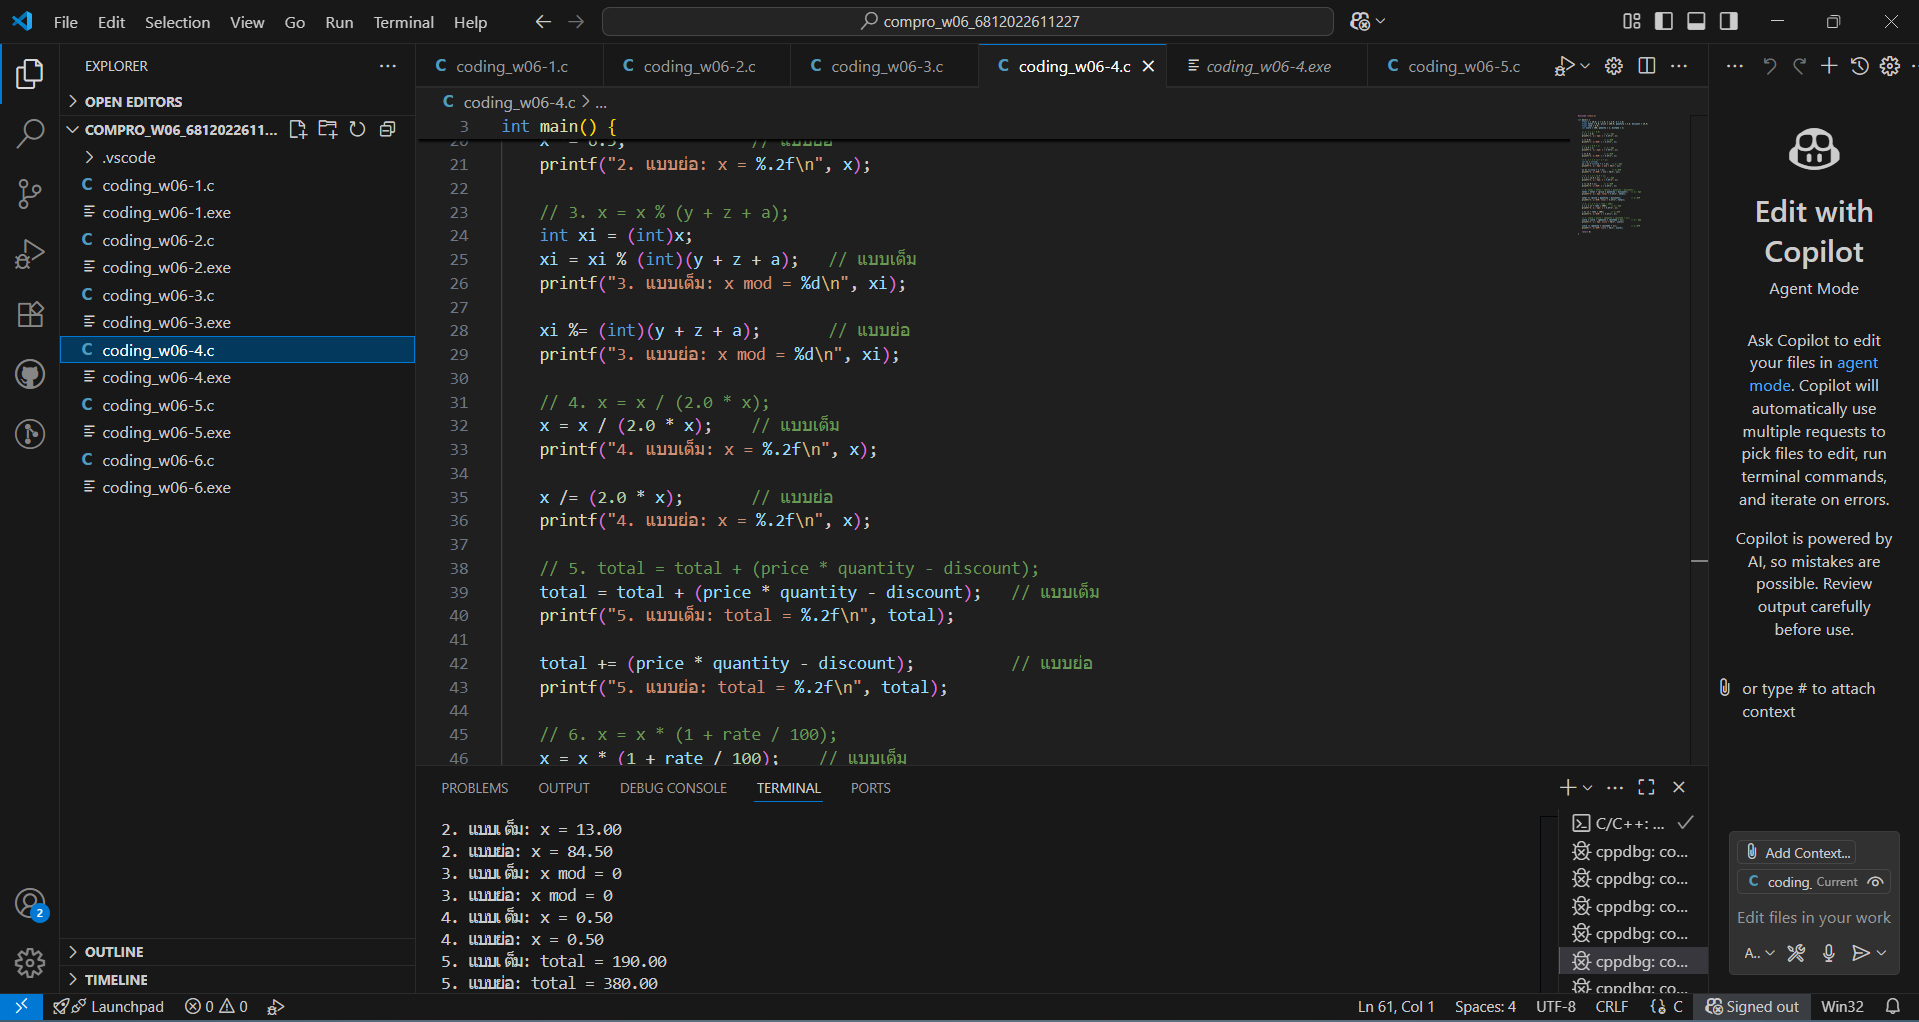 File Edit Selection View Go Run Terminal Help
compro_w06_6812022611227
EXPLORER
OPEN EDITORS
COMPRO_W06_6812022611...
.vscode
coding_w06-1.c
coding_w06-1.exe
coding_w06-2.c
coding_w06-2.exe
coding_w06-3.c
coding_w06-3.exe
coding_w06-4.c
coding_w06-4.exe
coding_w06-5.c
coding_w06-5.exe
coding_w06-6.c
coding_w06-6.exe
OUTLINE
TIMELINE
coding_w06-1.c coding_w06-2.c coding_w06-3.c coding_w06-4.c coding_w06-4.exe coding_w06-5.c
C coding_w06-4.c > ...
3 int main() {
21 printf("2. แบบย่อ: x = %.2f\n", x);
22
23 // 3. x = x % (y + z + a);
24 int xi = (int)x;
25 xi = xi % (int)(y + z + a); // แบบเต็ม
26 printf("3. แบบเต็ม: x mod = %d\n", xi);
27
28 xi %= (int)(y + z + a); // แบบย่อ
29 printf("3. แบบย่อ: x mod = %d\n", xi);
30
31 // 4. x = x / (2.0 * x);
32 x = x / (2.0 * x); // แบบเต็ม
33 printf("4. แบบเต็ม: x = %.2f\n", x);
34
35 x /= (2.0 * x); // แบบย่อ
36 printf("4. แบบย่อ: x = %.2f\n", x);
37
38 // 5. total = total + (price * quantity - discount);
39 total = total + (price * quantity - discount); // แบบเต็ม
40 printf("5. แบบเต็ม: total = %.2f\n", total);
41
42 total += (price * quantity - discount); // แบบย่อ
43 printf("5. แบบย่อ: total = %.2f\n", total);
44
45 // 6. x = x * (1 + rate / 100);
46 x = x * (1 + rate / 100); // แบบเต็ม
PROBLEMS OUTPUT DEBUG CONSOLE TERMINAL PORTS
2. แบบเต็ม: x = 13.00
2. แบบย่อ: x = 84.50
3. แบบเต็ม: x mod = 0
3. แบบย่อ: x mod = 0
4. แบบเต็ม: x = 0.50
4. แบบย่อ: x = 0.50
5. แบบเต็ม: total = 190.00
5. แบบย่อ: total = 380.00
C/C++: ...
cppdbg: co...
cppdbg: co...
cppdbg: co...
cppdbg: co...
cppdbg: co...
cppdbg: co...
Edit with
Copilot
Agent Mode
Ask Copilot to edit
your files in agent
mode. Copilot will
automatically use
multiple requests to
pick files to edit, run
terminal commands,
and iterate on errors.
Copilot is powered by
AI, so mistakes are
possible. Review
output carefully
before use.
or type # to attach
context
Add Context...
C coding. Current
Edit files in your work
A..
2
Launchpad 0 0 Ln 61, Col 1 Spaces: 4 UTF-8 CRLF {} C Signed out Win32